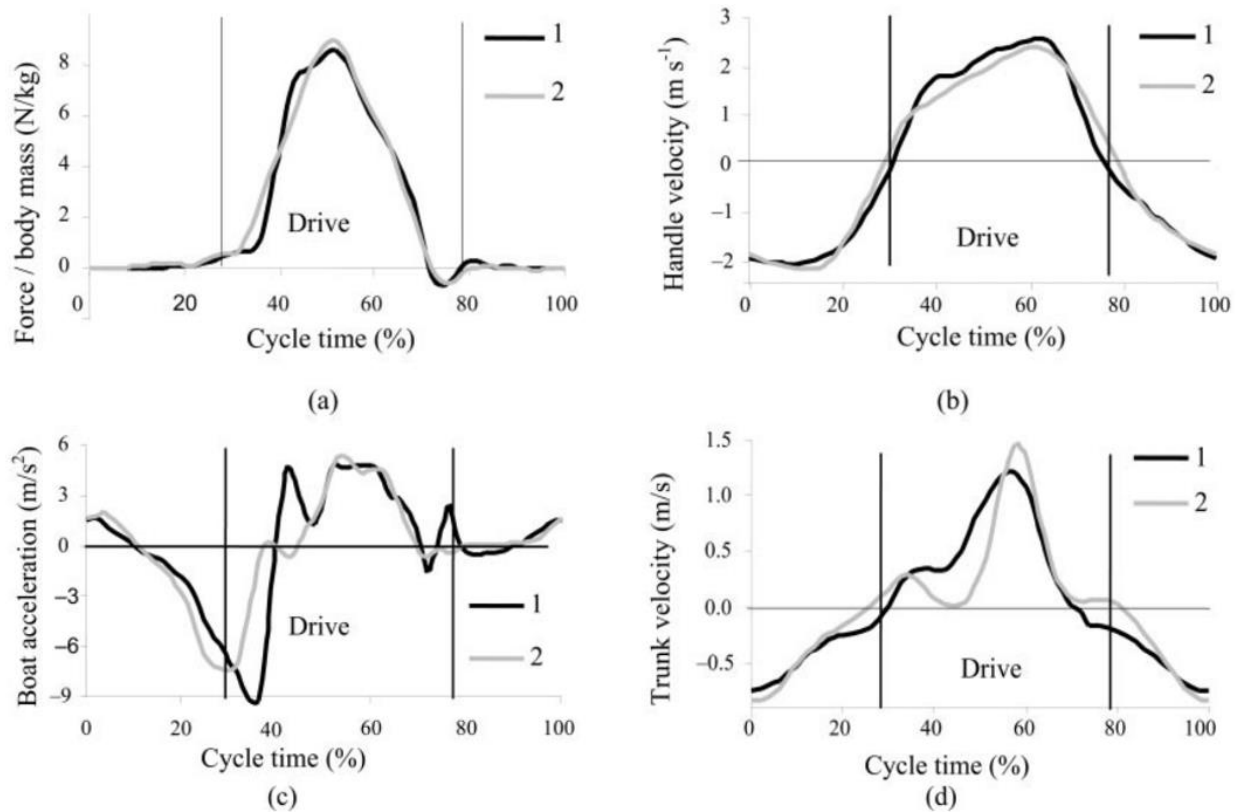 Force / body mass (N/kg)
8
6
4
2
0
1
2
Drive
0 20 40 60 80 100
Cycle time (%)
(a)
Handle velocity (m s⁻¹)
3
2
1
0
−1
−2
1
2
Drive
0 20 40 60 80 100
Cycle time (%)
(b)
Boat acceleration (m/s²)
6
3
0
−3
−6
−9
Drive
1
2
0 20 40 60 80 100
Cycle time (%)
(c)
Trunk velocity (m/s)
1.5
1.0
0.5
0.0
−0.5
1
2
Drive
0 20 40 60 80 100
Cycle time (%)
(d)